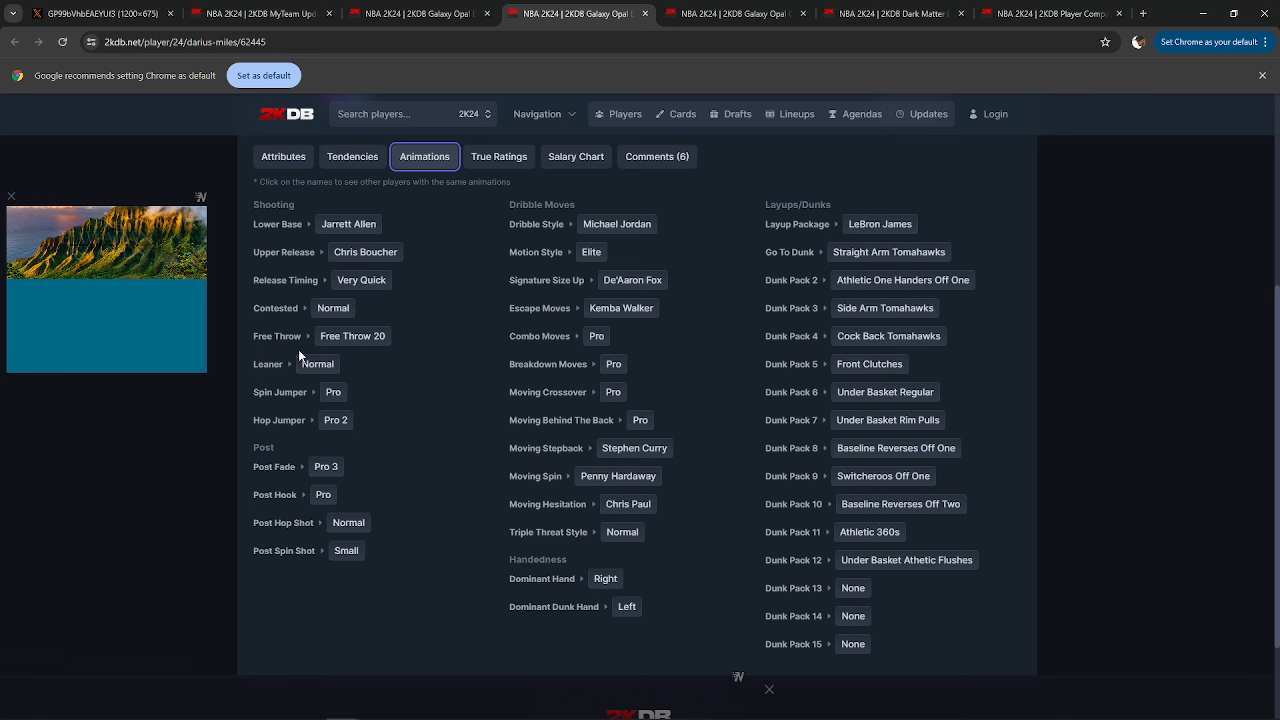 GP99bVhbEAEYUf3 (1200×675)
NBA 2K24 | 2KDB MyTeam Upd
NBA 2K24 | 2KDB Galaxy Opal
NBA 2K24 | 2KDB Galaxy Opal
NBA 2K24 | 2KDB Galaxy Opal
NBA 2K24 | 2KDB Dark Matter
NBA 2K24 | 2KDB Player Comp
2kdb.net/player/24/darius-miles/62445
Set Chrome as your default
Google recommends setting Chrome as default
Set as default
2KDB
Search players...
2K24
Navigation
Players
Cards
Drafts
Lineups
Agendas
Updates
Login
Attributes
Tendencies
Animations
True Ratings
Salary Chart
Comments (6)
* Click on the names to see other players with the same animations
Shooting
Lower Base Jarrett Allen
Upper Release Chris Boucher
Release Timing Very Quick
Contested Normal
Free Throw Free Throw 20
Leaner Normal
Spin Jumper Pro
Hop Jumper Pro 2
Post
Post Fade Pro 3
Post Hook Pro
Post Hop Shot Normal
Post Spin Shot Small
Dribble Moves
Dribble Style Michael Jordan
Motion Style Elite
Signature Size Up De'Aaron Fox
Escape Moves Kemba Walker
Combo Moves Pro
Breakdown Moves Pro
Moving Crossover Pro
Moving Behind The Back Pro
Moving Stepback Stephen Curry
Moving Spin Penny Hardaway
Moving Hesitation Chris Paul
Triple Threat Style Normal
Handedness
Dominant Hand Right
Dominant Dunk Hand Left
Layups/Dunks
Layup Package LeBron James
Go To Dunk Straight Arm Tomahawks
Dunk Pack 2 Athletic One Handers Off One
Dunk Pack 3 Side Arm Tomahawks
Dunk Pack 4 Cock Back Tomahawks
Dunk Pack 5 Front Clutches
Dunk Pack 6 Under Basket Regular
Dunk Pack 7 Under Basket Rim Pulls
Dunk Pack 8 Baseline Reverses Off One
Dunk Pack 9 Switcheroos Off One
Dunk Pack 10 Baseline Reverses Off Two
Dunk Pack 11 Athletic 360s
Dunk Pack 12 Under Basket Athetic Flushes
Dunk Pack 13 None
Dunk Pack 14 None
Dunk Pack 15 None
2KDB